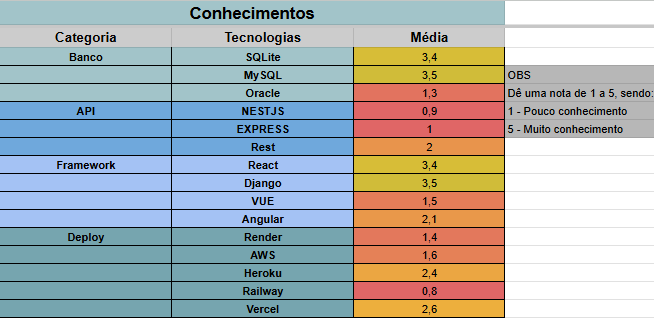 Conhecimentos
Categoria Tecnologias Média
Banco SQLite 3,4
MySQL 3,5 OBS
Oracle 1,3 Dê uma nota de 1 a 5, sendo:
API NESTJS 0,9 1 - Pouco conhecimento
EXPRESS 1 5 - Muito conhecimento
Rest 2
Framework React 3,4
Django 3,5
VUE 1,5
Angular 2,1
Deploy Render 1,4
AWS 1,6
Heroku 2,4
Railway 0,8
Vercel 2,6